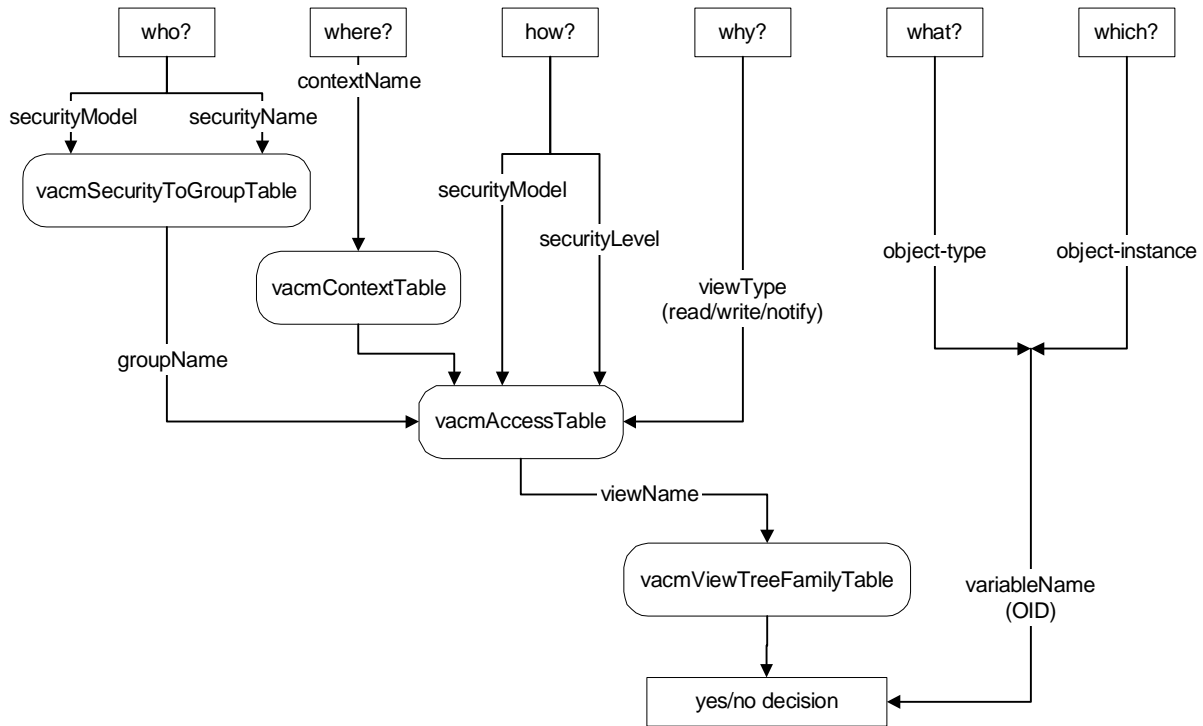 who?
where?
how?
why?
what?
which?
contextName
securityModel
securityName
vacmSecurityToGroupTable
securityModel
securityLevel
object-type
object-instance
vacmContextTable
viewType
(read/write/notify)
groupName
vacmAccessTable
viewName
vacmViewTreeFamilyTable
variableName
(OID)
yes/no decision